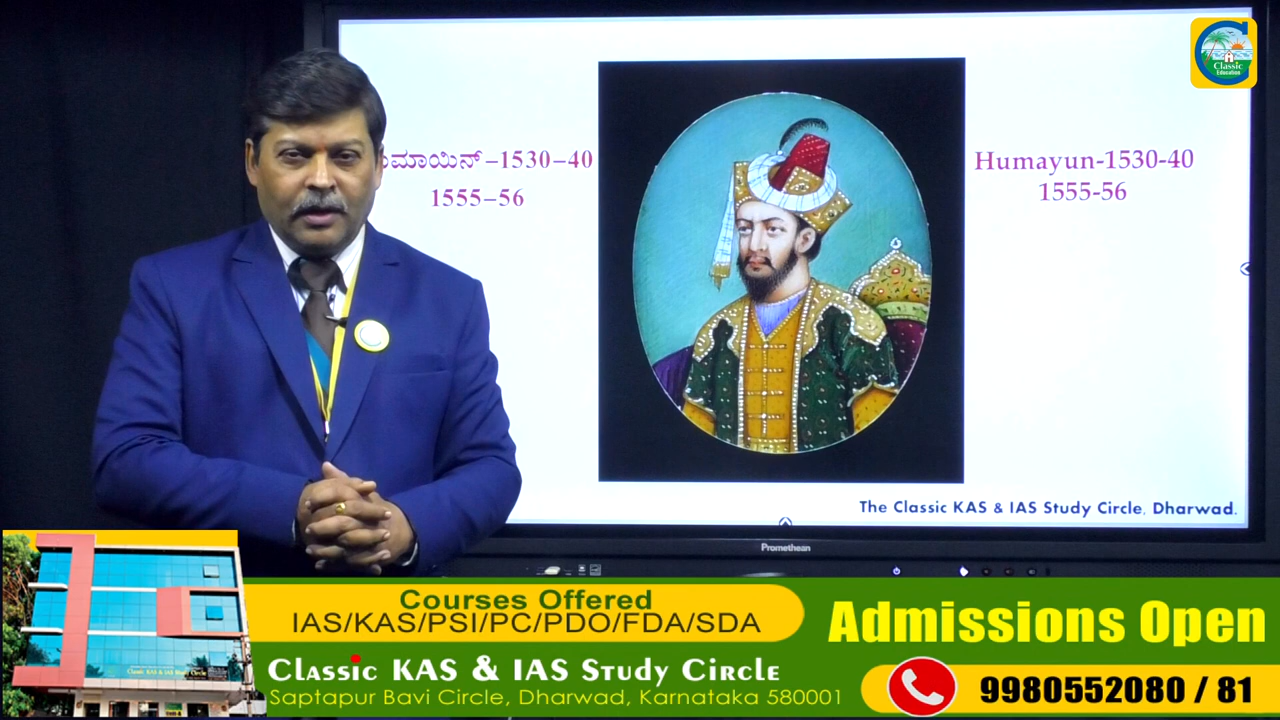 Classic
Education
ಮಾಯಿನ್–1530–40
1555–56
Humayun-1530-40
1555-56
The Classic KAS & IAS Study Circle, Dharwad.
Promethean
Courses Offered
IAS/KAS/PSI/PC/PDO/FDA/SDA
Admissions Open
Classic KAS & IAS Study Circle
Saptapur Bavi Circle, Dharwad, Karnataka 580001
9980552080 / 81